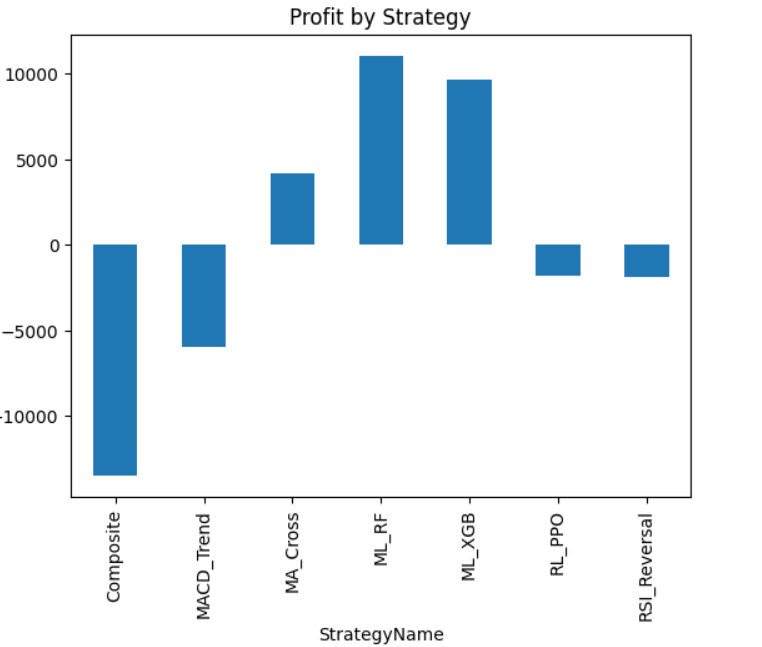 Profit by Strategy
10000
5000
0
−5000
-10000
Composite
MACD_Trend
MA_Cross
ML_RF
ML_XGB
RL_PPO
RSI_Reversal
StrategyName